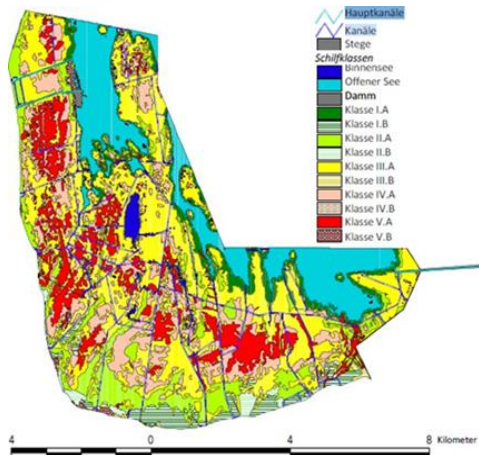 Hauptkanäle
Kanäle
Stege
Schilfklassen
Binnensee
Offener See
Damm
Klasse I.A
Klasse I.B
Klasse II.A
Klasse II.B
Klasse III.A
Klasse III.B
Klasse IV.A
Klasse IV.B
Klasse V.A
Klasse V.B
4 0 4 8 Kilometer